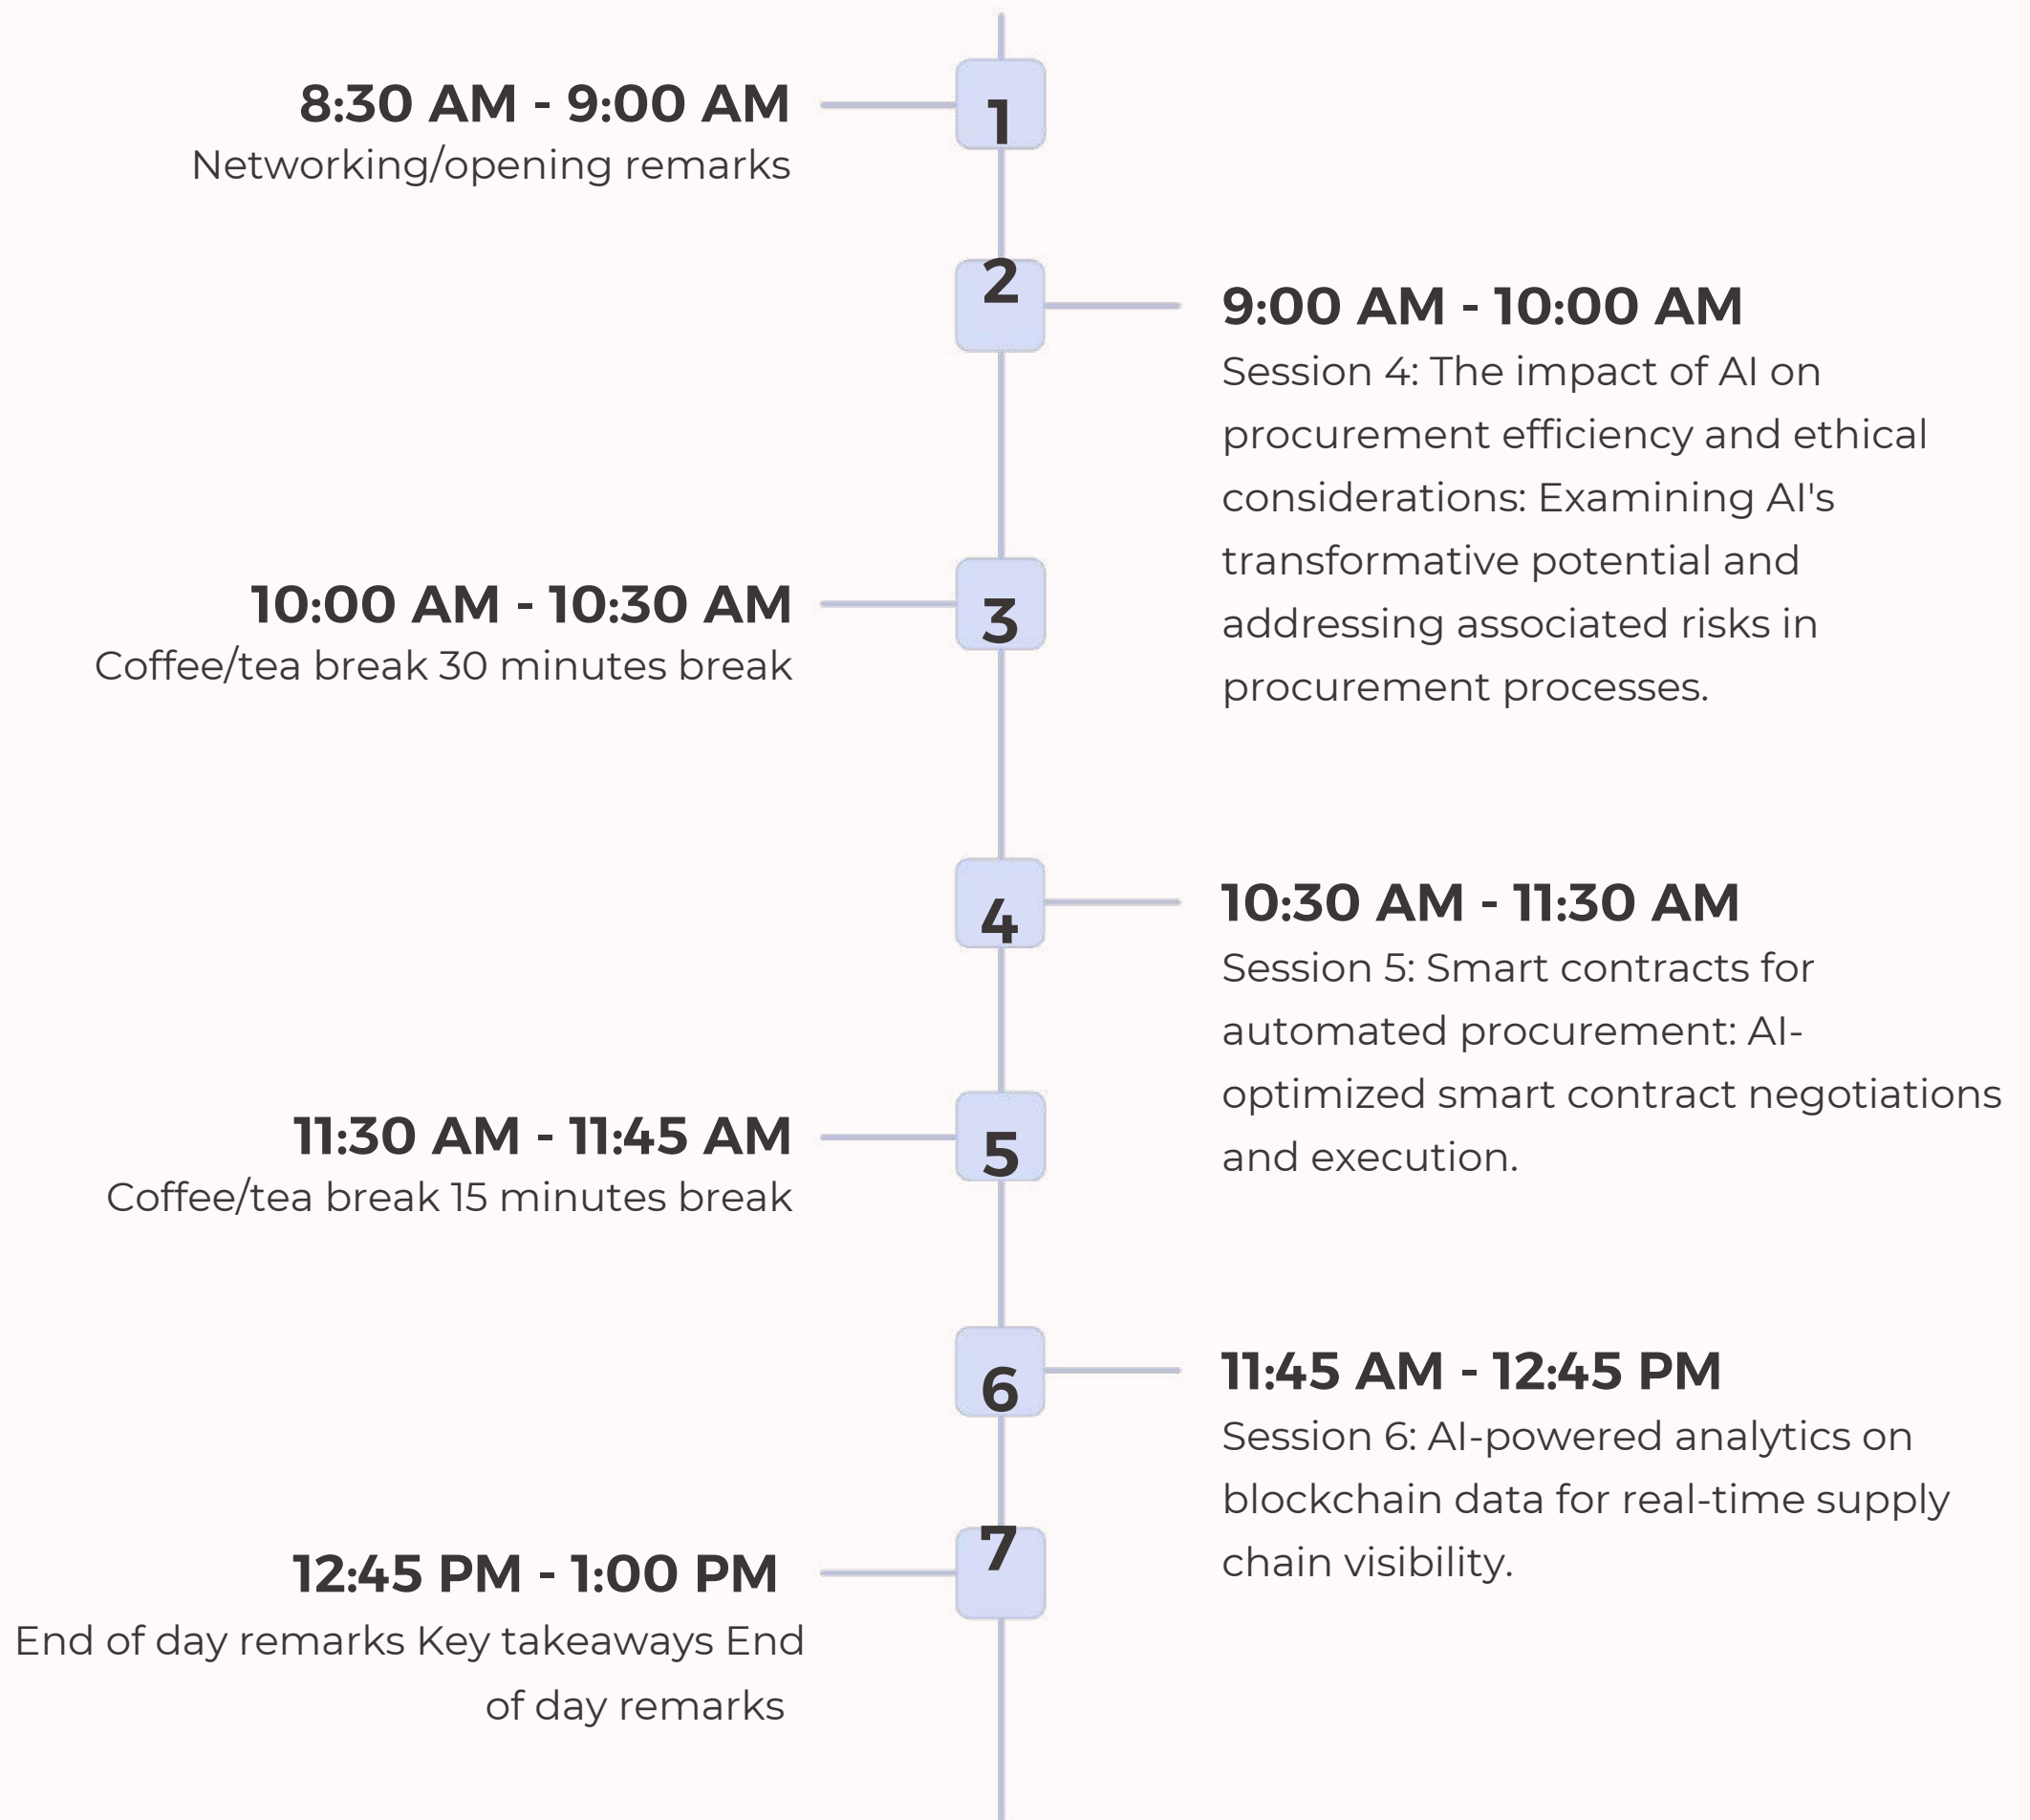 1
8:30 AM - 9:00 AM
Networking/opening remarks
2
9:00 AM - 10:00 AM
Session 4: The impact of AI on
procurement efficiency and ethical
considerations: Examining AI's
transformative potential and
addressing associated risks in
procurement processes.
3
10:00 AM - 10:30 AM
Coffee/tea break 30 minutes break
4
10:30 AM - 11:30 AM
Session 5: Smart contracts for
automated procurement: AI-
optimized smart contract negotiations
and execution.
5
11:30 AM - 11:45 AM
Coffee/tea break 15 minutes break
6
11:45 AM - 12:45 PM
Session 6: AI-powered analytics on
blockchain data for real-time supply
chain visibility.
7
12:45 PM - 1:00 PM
End of day remarks Key takeaways End
of day remarks